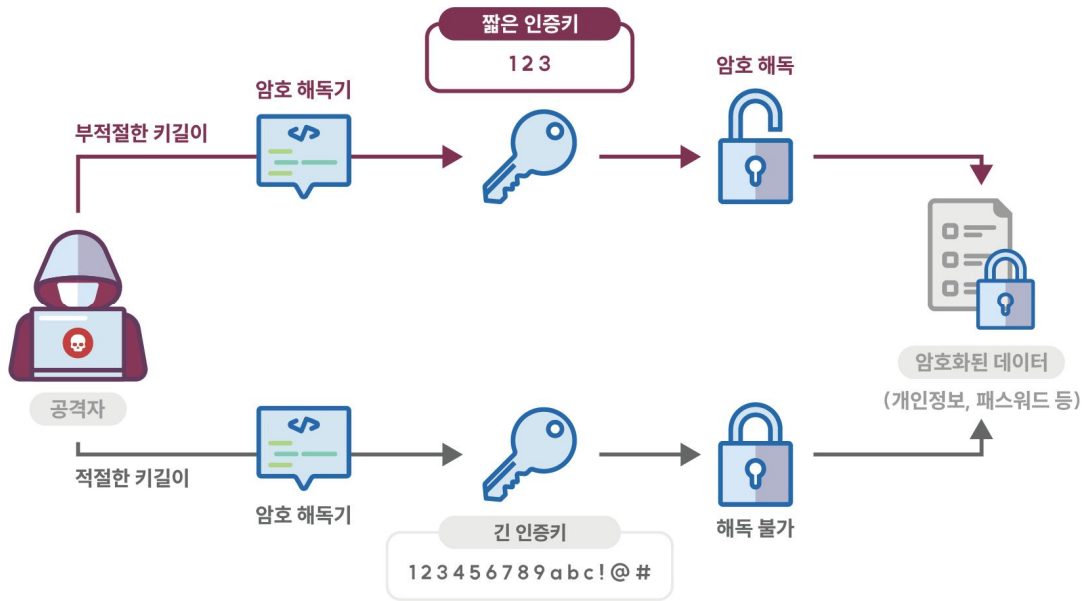 짧은 인증키
123
암호 해독기
암호 해독
부적절한 키길이
공격자
암호화된 데이터
(개인정보, 패스워드 등)
적절한 키길이
암호 해독기
해독 불가
긴 인증키
123456789abc!@#